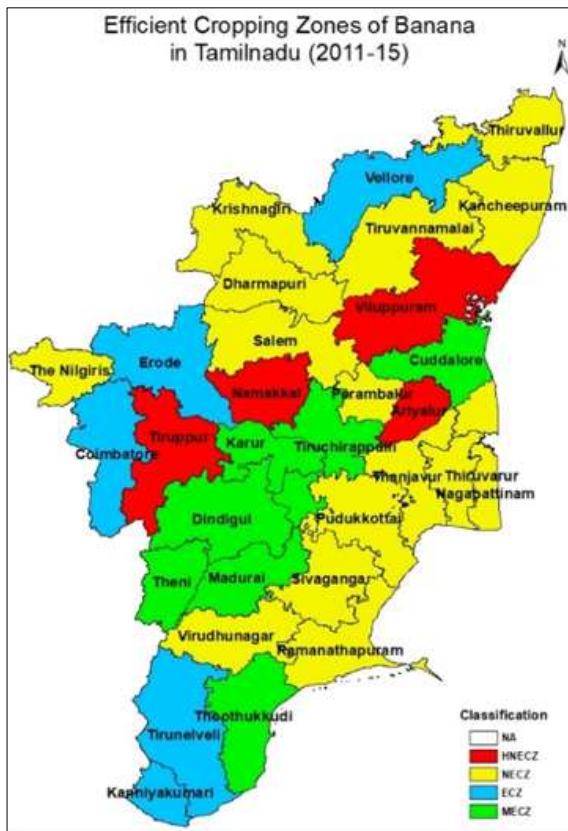 Efficient Cropping Zones of Banana
in Tamilnadu (2011-15)
N
Thiruvallur
Vellore
Kancheepuram
Krishnagiri
Tiruvannamalai
Dharmapuri
Viluppuram
Salem
The Nilgiris
Erode
Cuddalore
Namakkal
Perambalur
Ariyalur
Tiruppur
Karur
Tiruchirappalli
Coimbatore
Thanjavur
Thiruvarur
Nagapattinam
Dindigul
Pudukkottai
Theni
Madurai
Sivagangai
Virudhunagar
Ramanathapuram
Thoothukkudi
Tirunelveli
Kanniyakumari
Classification
NA
HNECZ
NECZ
ECZ
MECZ